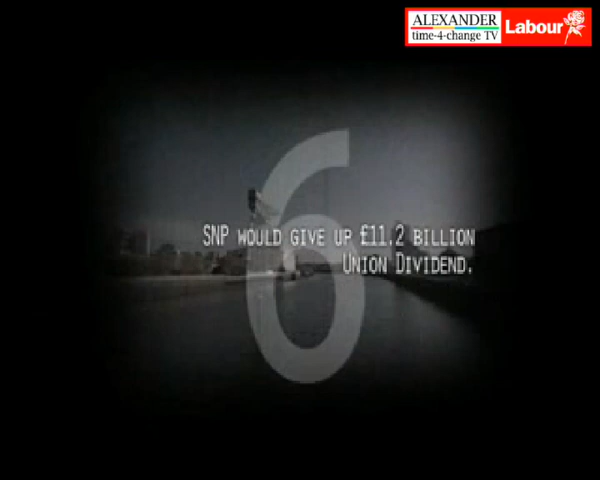 ALEXANDER
time-4-change TV
Labour
6
SNP WOULD GIVE UP £11.2 BILLION
UNION DIVIDEND.